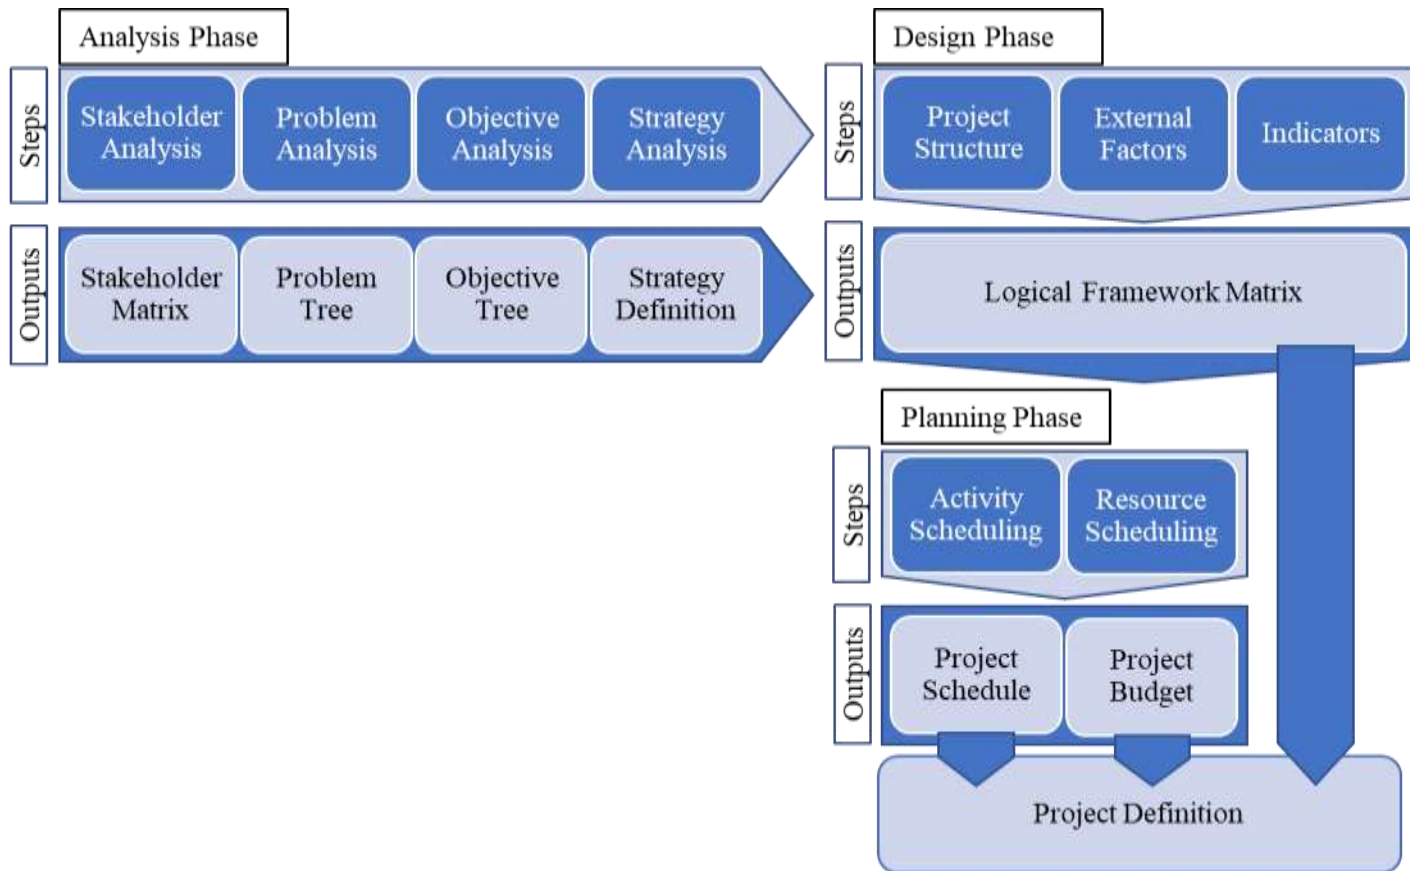 Analysis Phase
Steps
Stakeholder
Analysis
Problem
Analysis
Objective
Analysis
Strategy
Analysis
Outputs
Stakeholder
Matrix
Problem
Tree
Objective
Tree
Strategy
Definition
Design Phase
Steps
Project
Structure
External
Factors
Indicators
Outputs
Logical Framework Matrix
Planning Phase
Steps
Activity
Scheduling
Resource
Scheduling
Outputs
Project
Schedule
Project
Budget
Project Definition